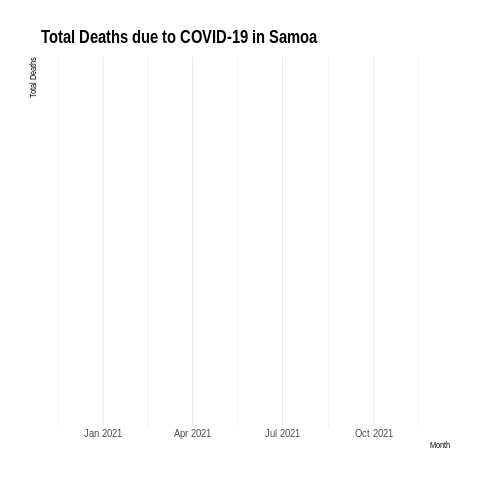 Total Deaths due to COVID-19 in Samoa
Total Deaths
Jan 2021
Apr 2021
Jul 2021
Oct 2021
Month